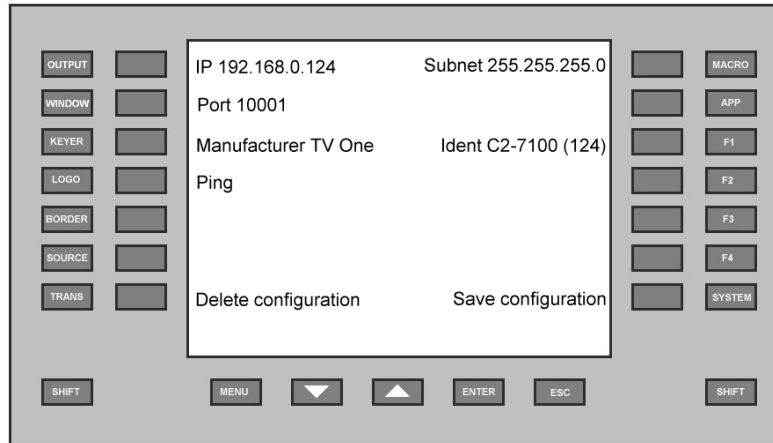 OUTPUT
IP 192.168.0.124 Subnet 255.255.255.0
MACRO
WINDOW
Port 10001
APP
KEYER
Manufacturer TV One Ident C2-7100 (124)
F1
LOGO
Ping
F2
BORDER
F3
SOURCE
F4
TRANS
Delete configuration Save configuration
SYSTEM
SHIFT
MENU
ENTER
ESC
SHIFT